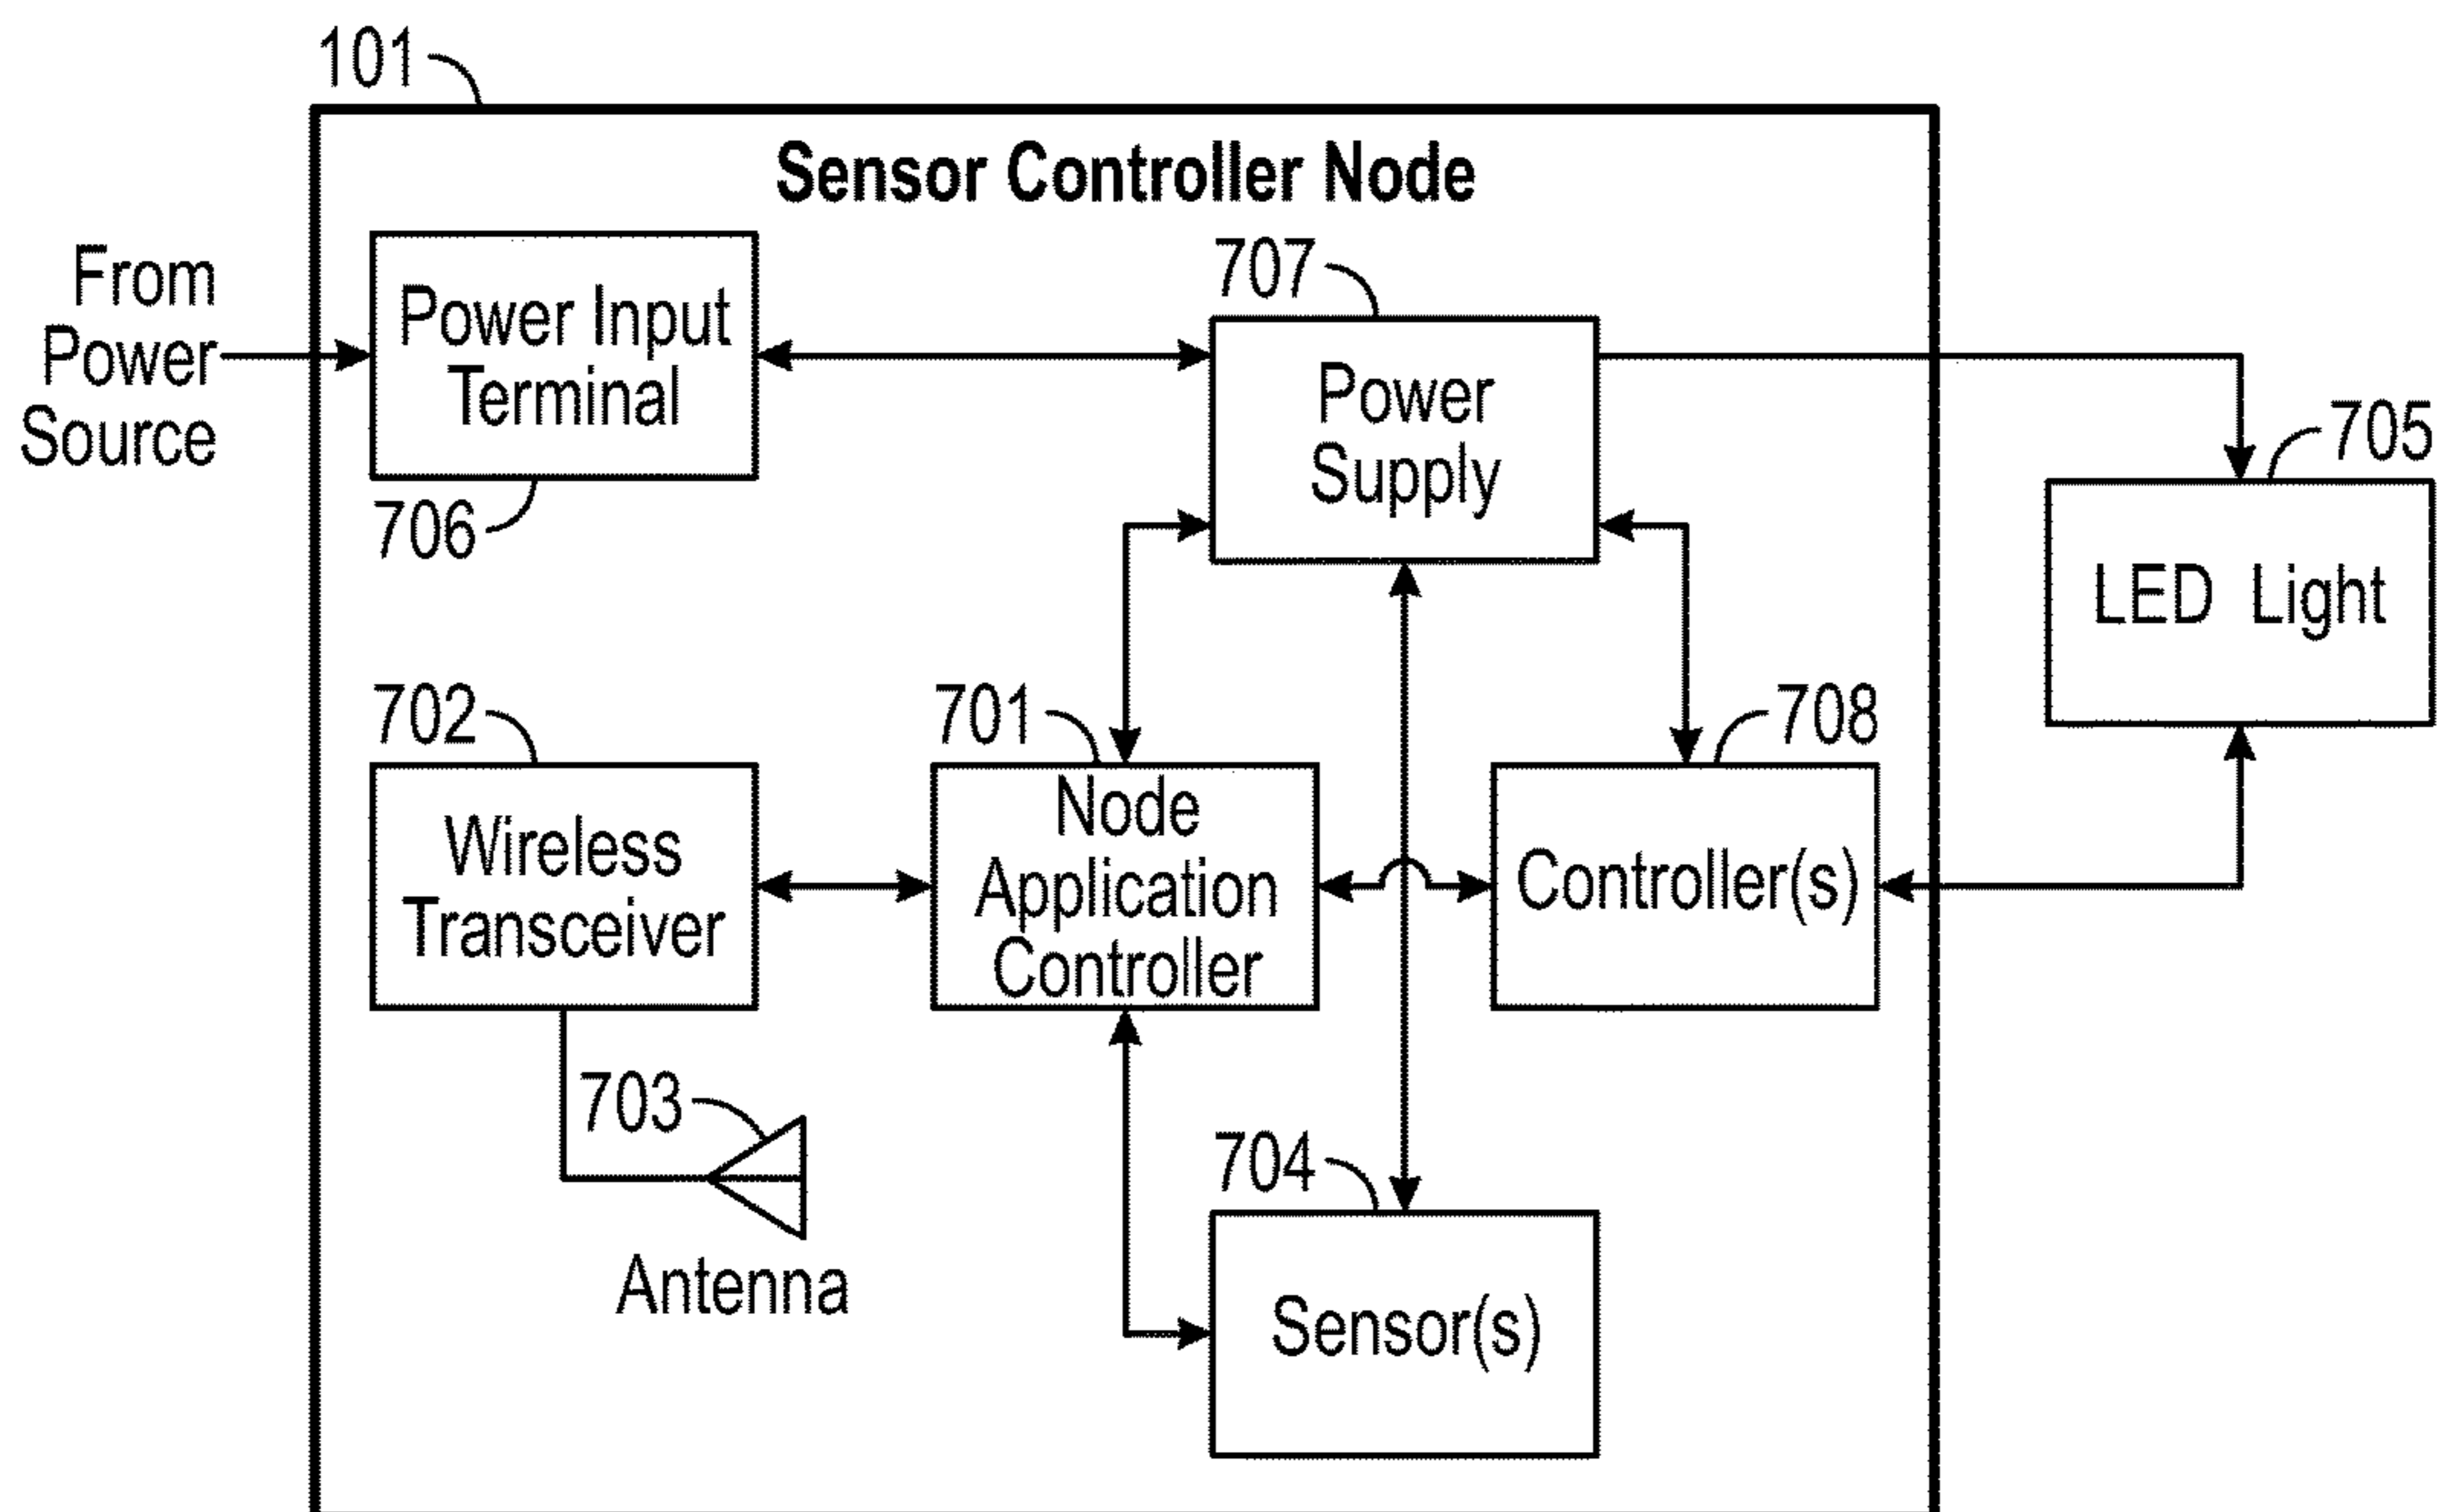 101
Sensor Controller Node
From
Power
Source
Power Input
Terminal
706
707
Power
Supply
705
LED Light
702
Wireless
Transceiver
701
Node
Application
Controller
708
Controller(s)
703
Antenna
704
Sensor(s)